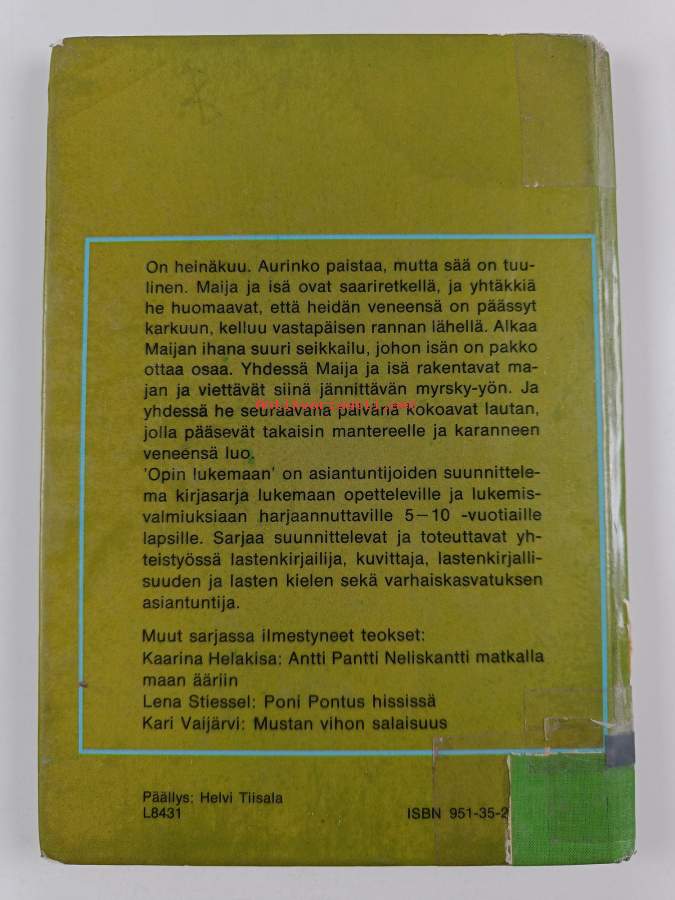 On heinäkuu. Aurinko paistaa, mutta sää on tuu-
linen. Maija ja isä ovat saariretkellä, ja yhtäkkiä
he huomaavat, että heidän veneensä on päässyt
karkuun, kelluu vastapäisen rannan lähellä. Alkaa
Maijan ihana suuri seikkailu, johon isän on pakko
ottaa osaa. Yhdessä Maija ja isä rakentavat ma-
jan ja viettävät siinä jännittävän myrsky-yön. Ja
yhdessä he seuraavana päivänä kokoavat lautan,
jolla pääsevät takaisin mantereelle ja karanneen
veneensä luo.
'Opin lukemaan' on asiantuntijoiden suunnittele-
ma kirjasarja lukemaan opetteleville ja lukemis-
valmiuksiaan harjaannuttaville 5–10 -vuotiaille
lapsille. Sarjaa suunnittelevat ja toteuttavat yh-
teistyössä lastenkirjailija, kuvittaja, lastenkirjalli-
suuden ja lasten kielen sekä varhaiskasvatuksen
asiantuntija.
Muut sarjassa ilmestyneet teokset:
Kaarina Helakisa: Antti Pantti Neliskantti matkalla
maan ääriin
Lena Stiessel: Poni Pontus hississä
Kari Vaijärvi: Mustan vihon salaisuus
Päällys: Helvi Tiisala
L8431
ISBN 951-35-2